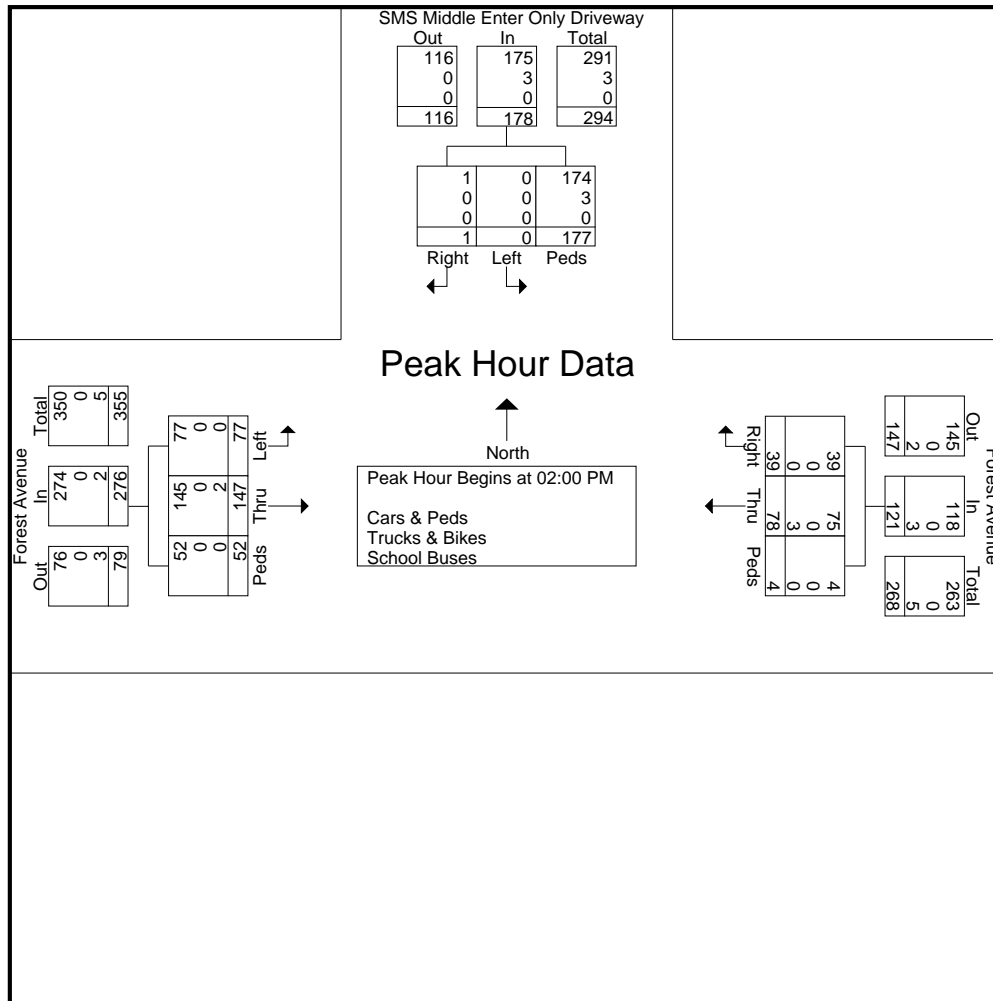 SMS Middle Enter Only Driveway
Out In Total
116 175 291
0 3 3
0 0 0
116 178 294
1 0 174
0 0 3
0 0 0
1 0 177
Right Left Peds
Peak Hour Data
Forest Avenue
Out In Total
76 274 350
0 0 0
3 2 5
79 276 355
52 145 77
0 0 0
0 2 0
52 147 77
Peds Thru Left
North
Peak Hour Begins at 02:00 PM
Cars & Peds
Trucks & Bikes
School Buses
Forest Avenue
Out In Total
145 118 263
0 0 0
2 3 5
147 121 268
39 75 4
0 0 0
0 3 0
39 78 4
Right Thru Peds